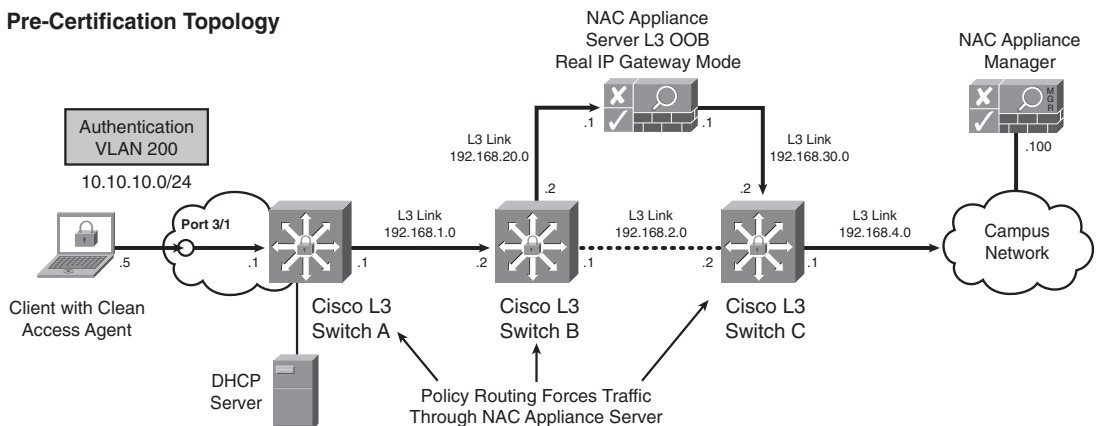 Pre-Certification Topology
NAC Appliance
Server L3 OOB
Real IP Gateway Mode
NAC Appliance
Manager
M
G
R
Authentication
VLAN 200
10.10.10.0/24
.1
.1
L3 Link
192.168.20.0
L3 Link
192.168.30.0
.100
.2
.2
Port 3/1
L3 Link
192.168.1.0
L3 Link
192.168.2.0
L3 Link
192.168.4.0
Campus
Network
.5
.1
.1
.2
.1
.2
.1
Client with Clean
Access Agent
Cisco L3
Switch A
Cisco L3
Switch B
Cisco L3
Switch C
DHCP
Server
Policy Routing Forces Traffic
Through NAC Appliance Server